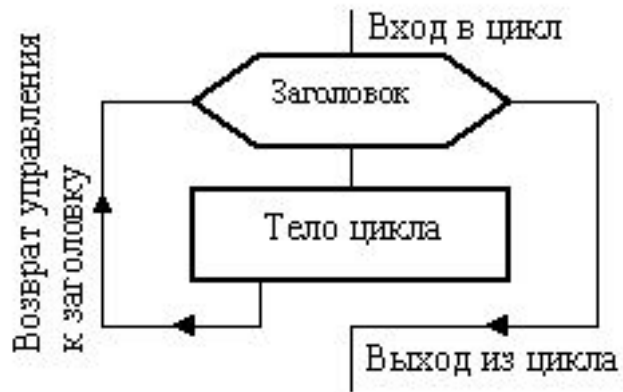 Вход в цикл
Заголовок
Тело цикла
Возврат управления
к заголовку
Выход из цикла